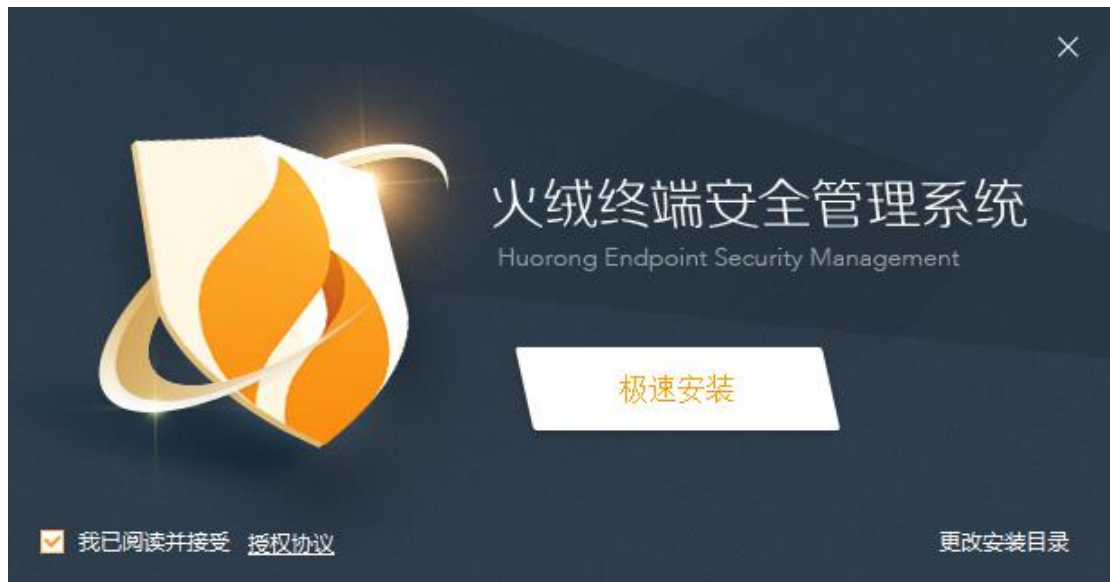 火绒终端安全管理系统
Huorong Endpoint Security Management
极速安装
我已阅读并接受 授权协议
更改安装目录